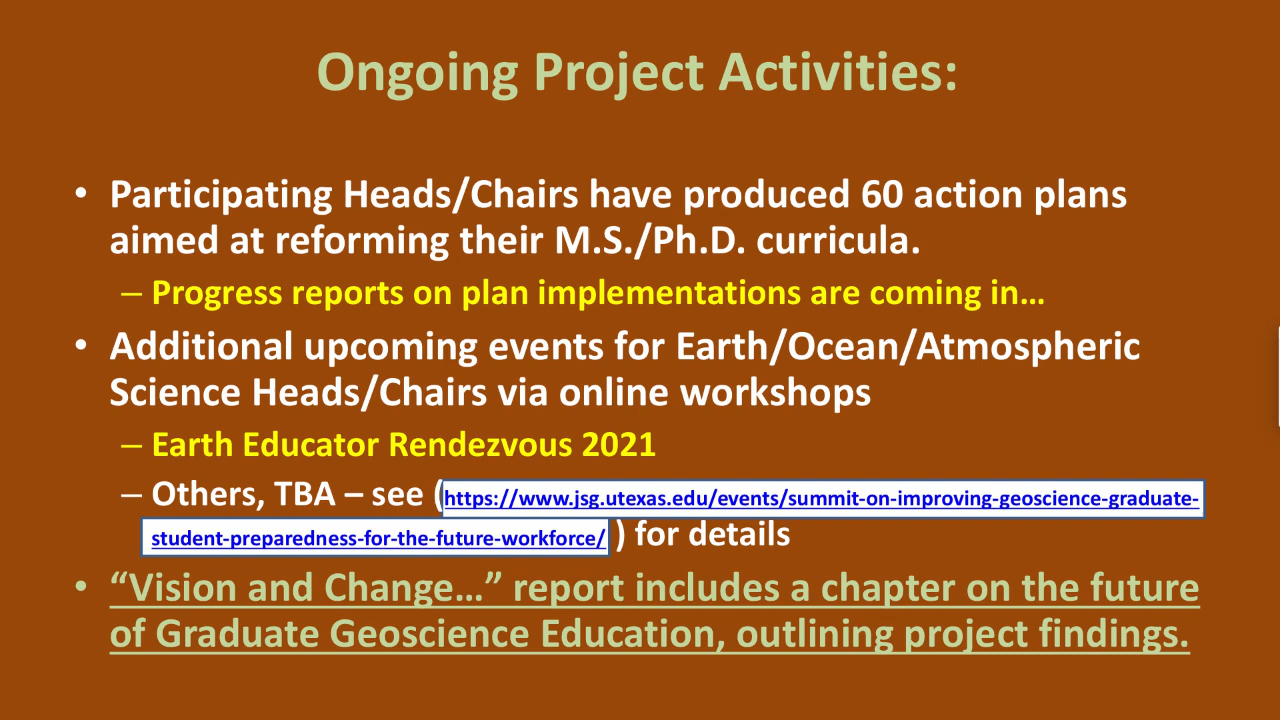 Ongoing Project Activities:
• Participating Heads/Chairs have produced 60 action plans
aimed at reforming their M.S./Ph.D. curricula.
– Progress reports on plan implementations are coming in…
• Additional upcoming events for Earth/Ocean/Atmospheric
Science Heads/Chairs via online workshops
– Earth Educator Rendezvous 2021
– Others, TBA – see (https://www.jsg.utexas.edu/events/summit-on-improving-geoscience-graduate-
student-preparedness-for-the-future-workforce/ ) for details
• “Vision and Change…” report includes a chapter on the future
of Graduate Geoscience Education, outlining project findings.